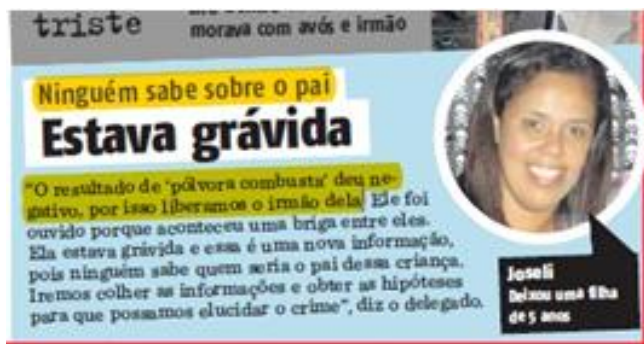 triste
morava com avós e irmão
Ninguém sabe sobre o pai
Estava grávida
"O resultado de 'pólvora combusta' deu ne-
gativo, por isso liberamos o irmão dela. Ele foi
ouvido porque aconteceu uma briga entre eles.
Ela estava grávida e essa é uma nova informação,
pois ninguém sabe quem seria o pai dessa criança.
Iremos colher as informações e obter as hipóteses
para que possamos elucidar o crime", diz o delegado.
Joseli
Deixou uma filha
de 5 anos